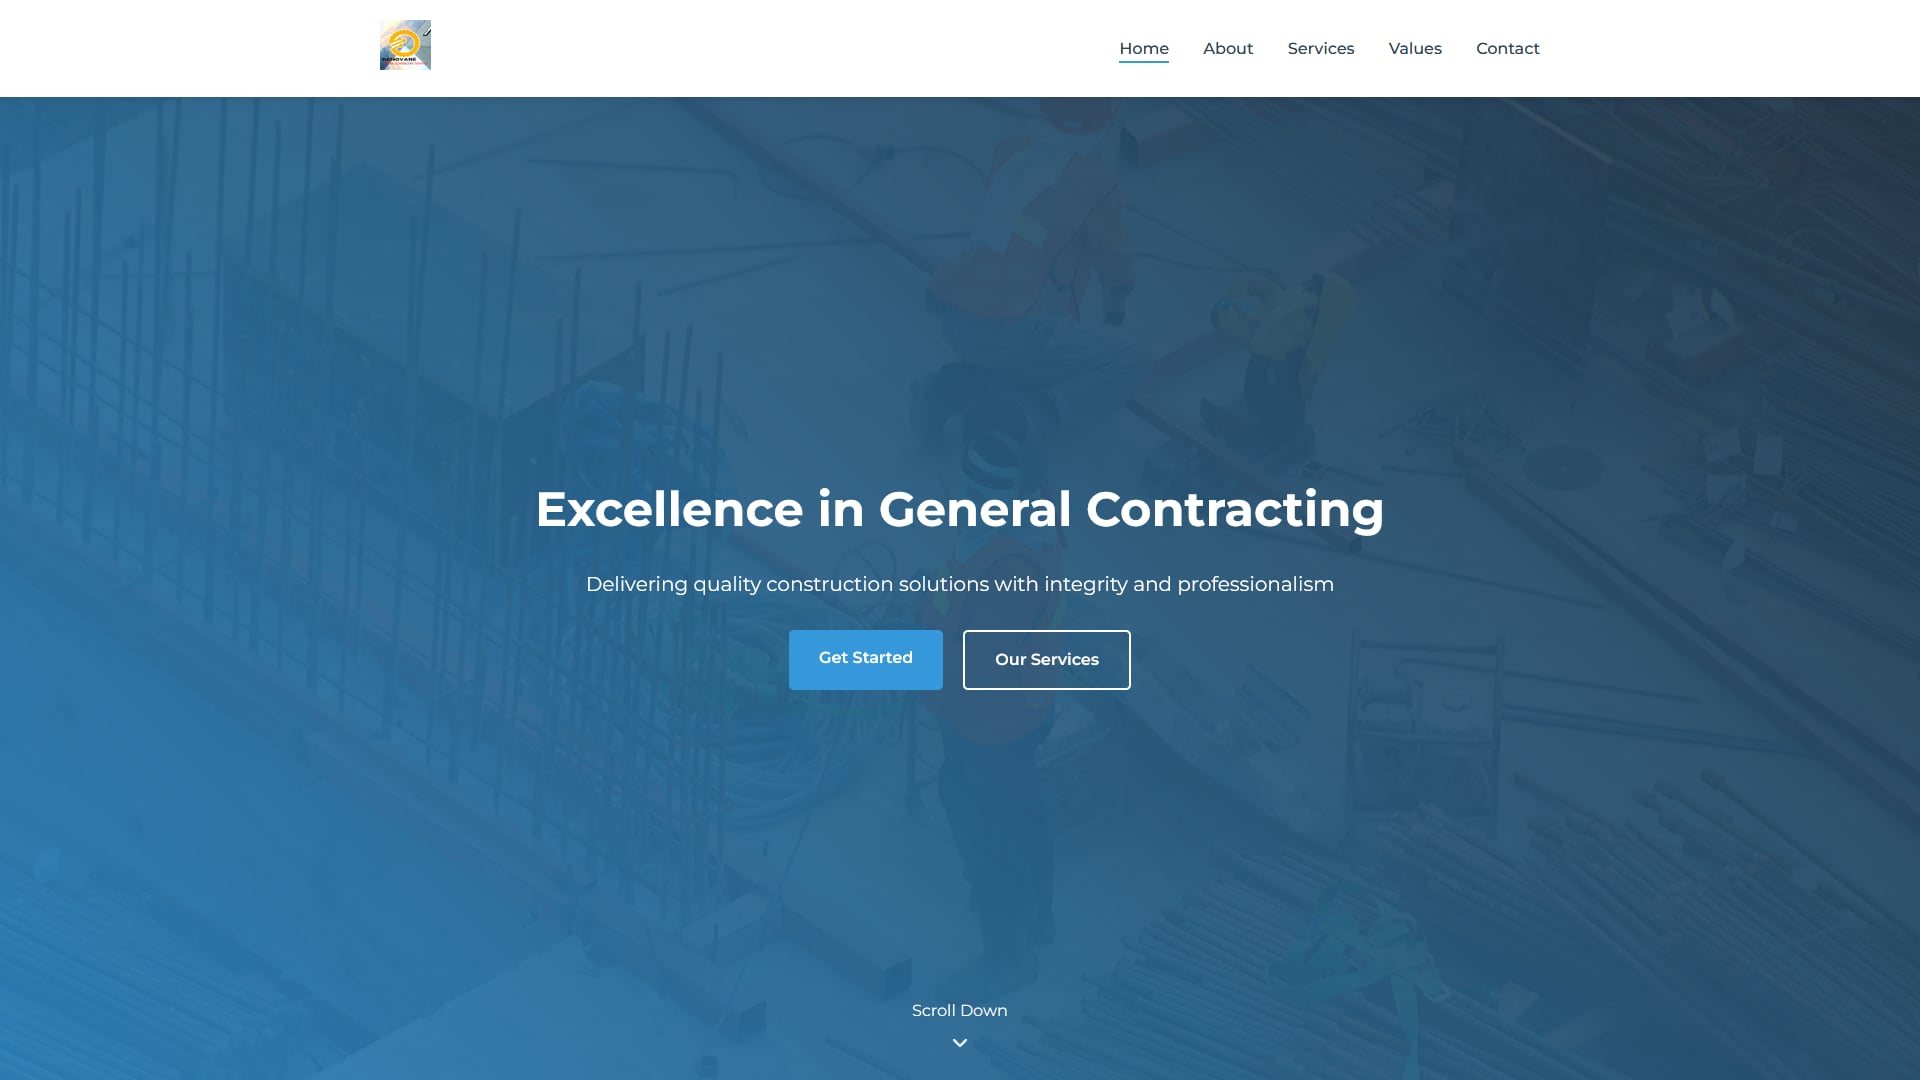 RENOVARE
Home
About
Services
Values
Contact
Excellence in General Contracting
Delivering quality construction solutions with integrity and professionalism
Get Started
Our Services
Scroll Down